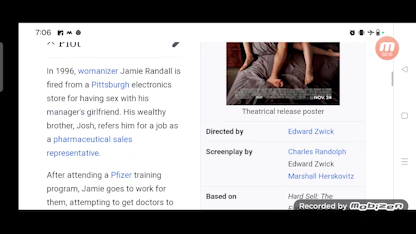 7:06
Plot
In 1996, womanizer Jamie Randall is
fired from a Pittsburgh electronics
store for having sex with his
manager's girlfriend. His wealthy
brother, Josh, refers him for a job as
a pharmaceutical sales
representative.
After attending a Pfizer training
program, Jamie goes to work for
them, attempting to get doctors to
NOV. 24
Theatrical release poster
Directed by Edward Zwick
Screenplay by Charles Randolph
Edward Zwick
Marshall Herskovitz
Based on Hard Sell: The
Recorded by Mobizen